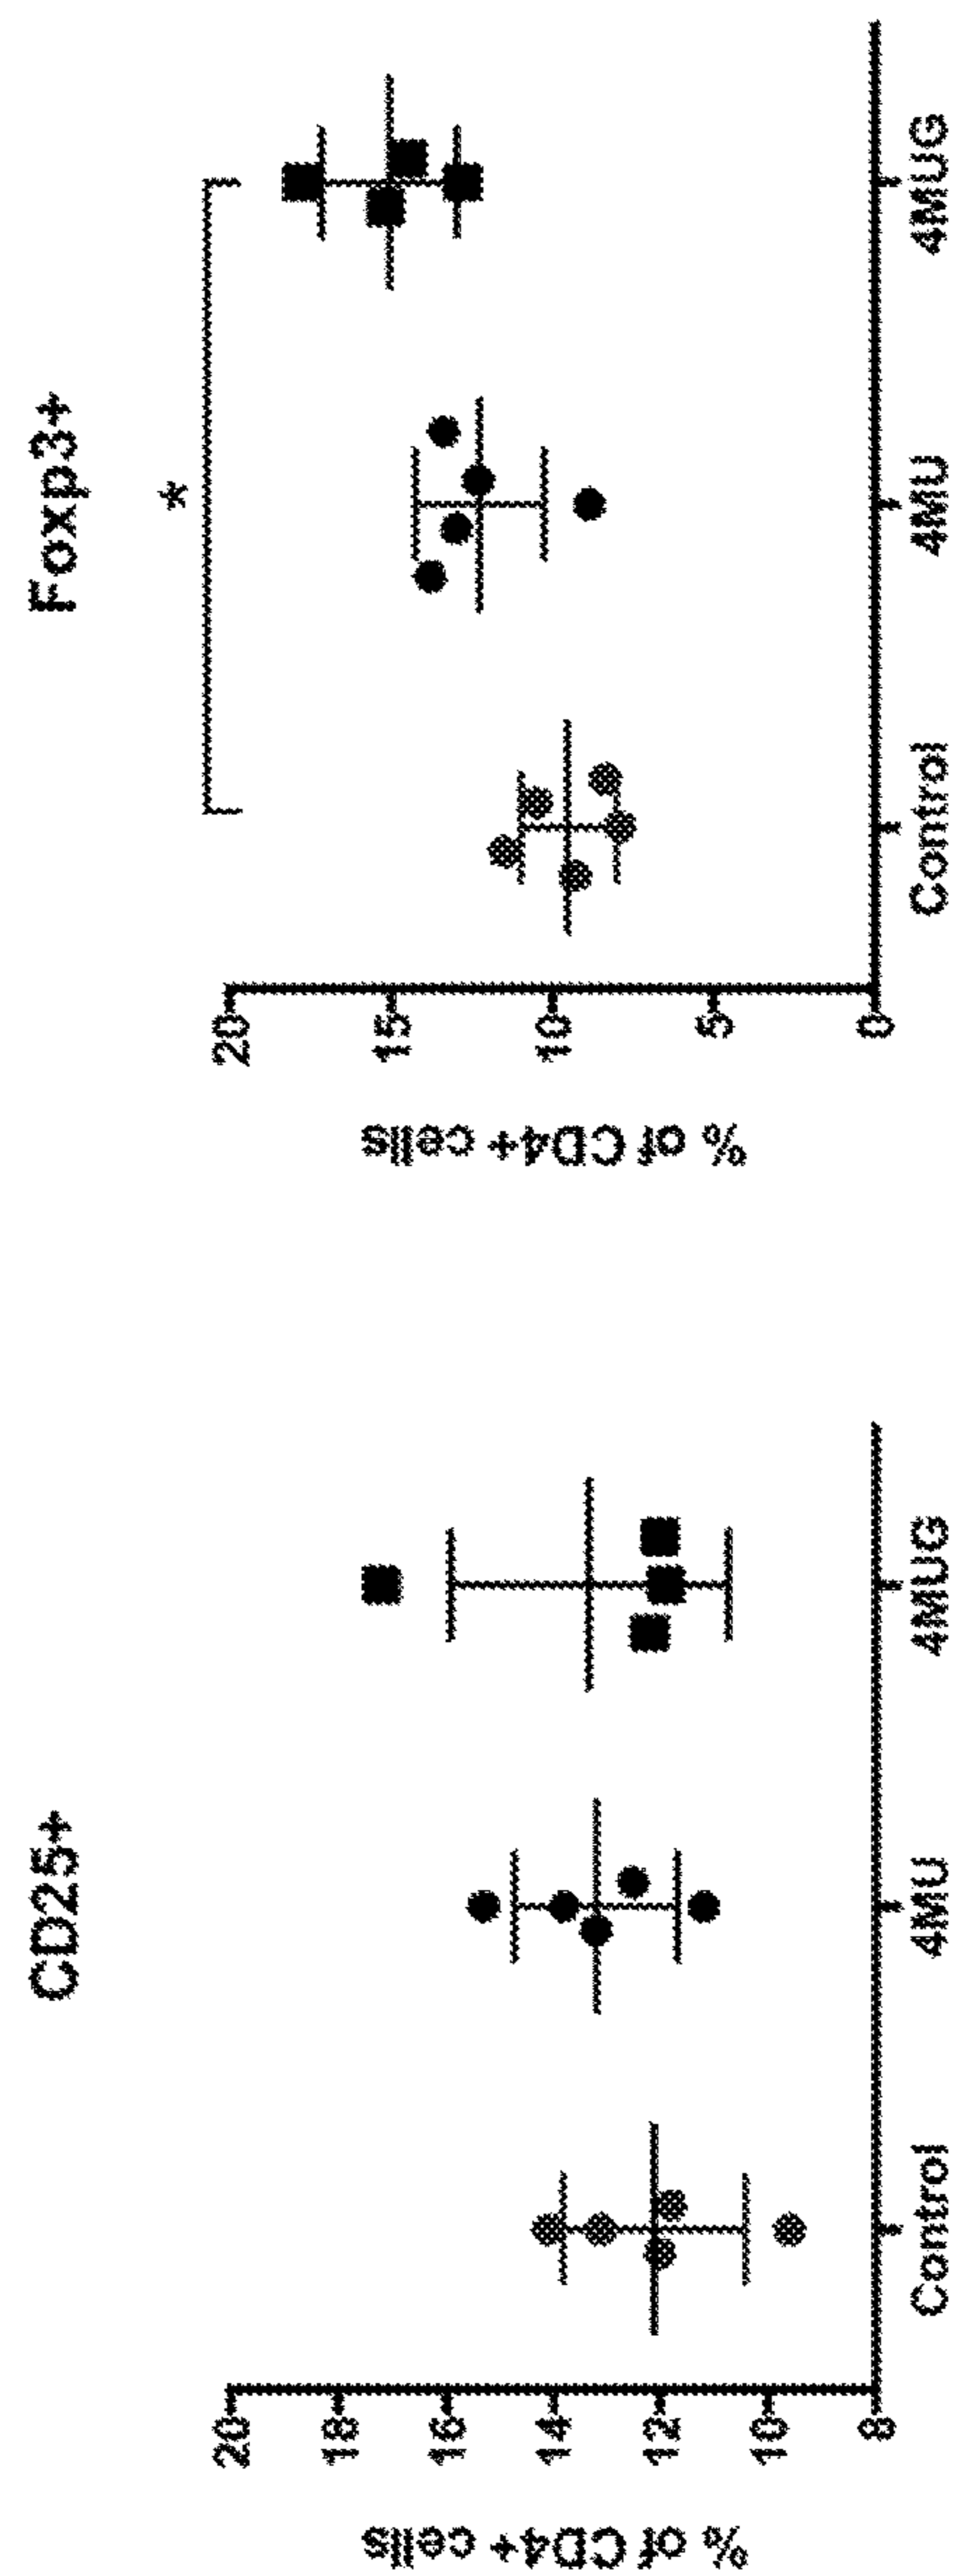 CD25+
% of CD4+ cells
20
18
16
14
12
10
8
Control
4MU
4MUG
Foxp3+
*
% of CD4+ cells
20
15
10
5
0
Control
4MU
4MUG